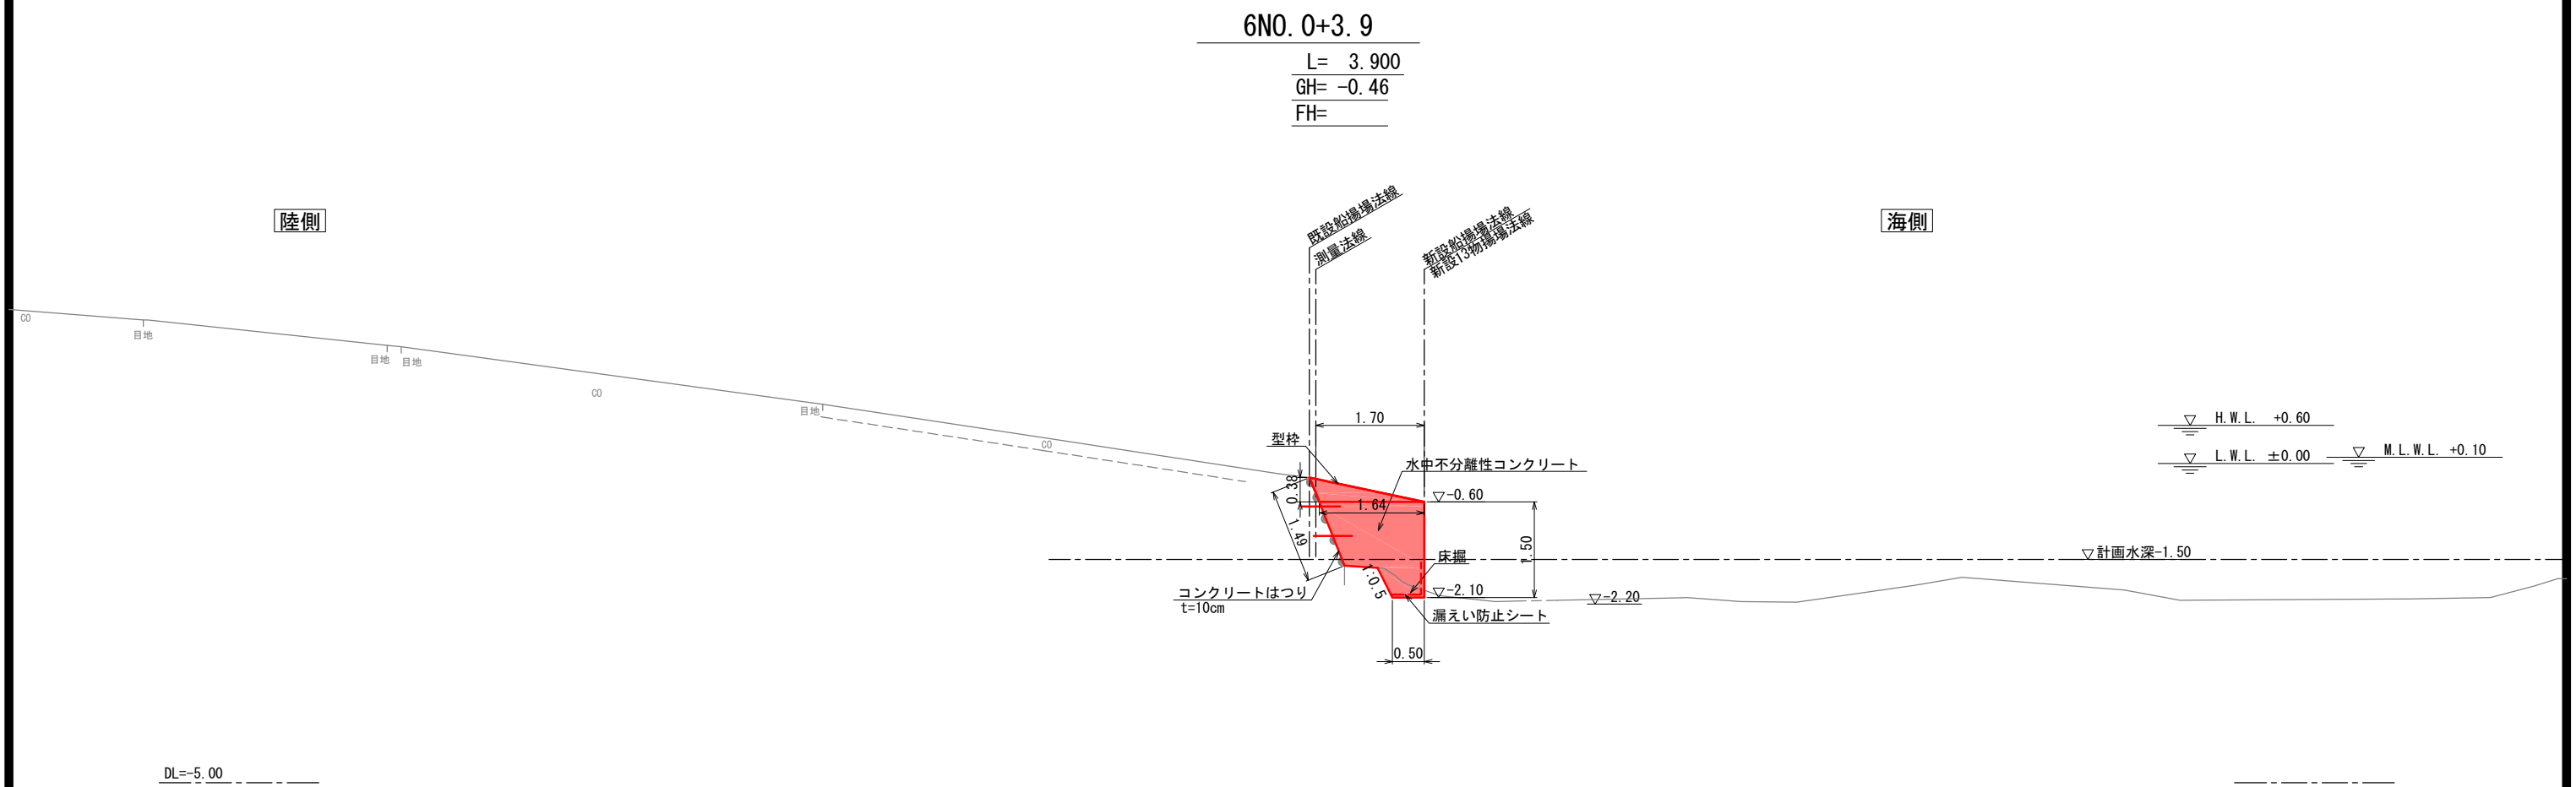 6NO.0+3.9
L= 3.900
GH= -0.46
FH=
陸側
海側
既設船揚場法線
測量法線
新設船揚場法線
新設13物揚場法線
CO
目地
目地
目地
CO
目地
CO
1.70
型枠
水中不分離性コンクリート
H.W.L. +0.60
L.W.L. ±0.00
M.L.W.L. +0.10
0.38
-0.60
1.64
1.49
1.50
床掘
計画水深-1.50
1:0.5
コンクリートはつり
t=10cm
-2.10
-2.20
漏えい防止シート
0.50
DL=-5.00